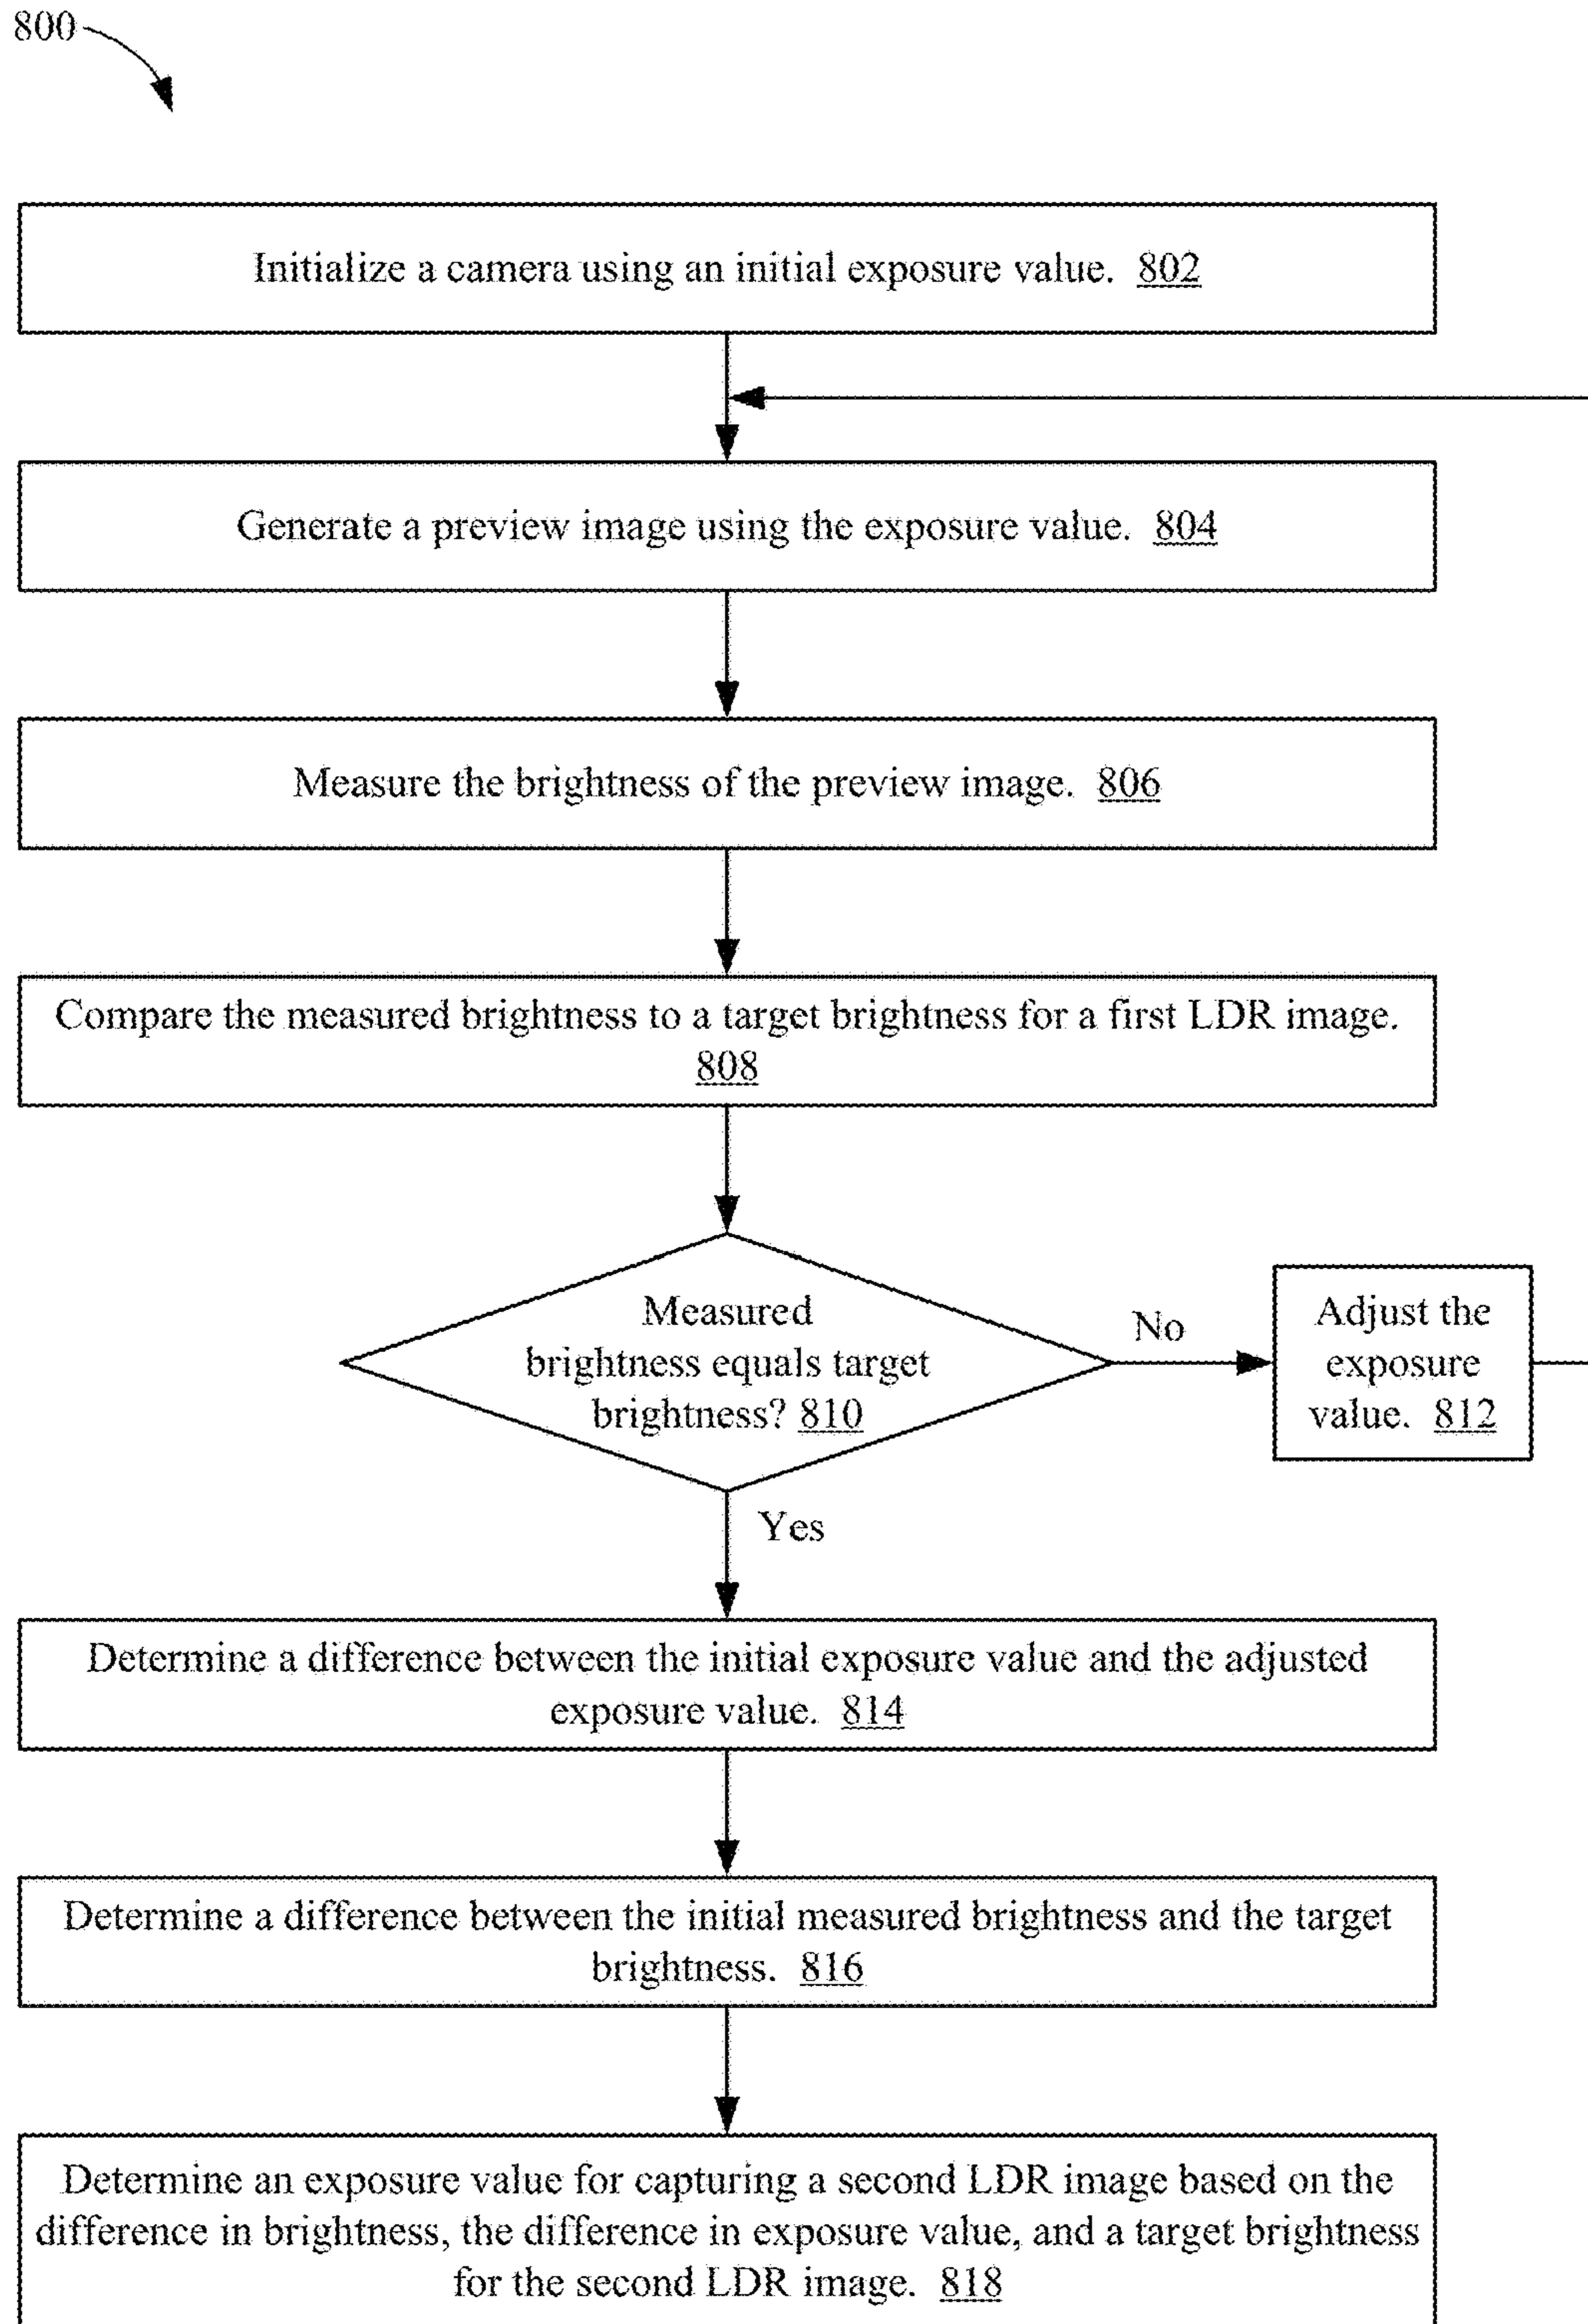 800
Initialize a camera using an initial exposure value. 802
Generate a preview image using the exposure value. 804
Measure the brightness of the preview image. 806
Compare the measured brightness to a target brightness for a first LDR image.
808
Measured
brightness equals target
brightness? 810
No
Adjust the
exposure
value. 812
Yes
Determine a difference between the initial exposure value and the adjusted
exposure value. 814
Determine a difference between the initial measured brightness and the target
brightness. 816
Determine an exposure value for capturing a second LDR image based on the
difference in brightness, the difference in exposure value, and a target brightness
for the second LDR image. 818